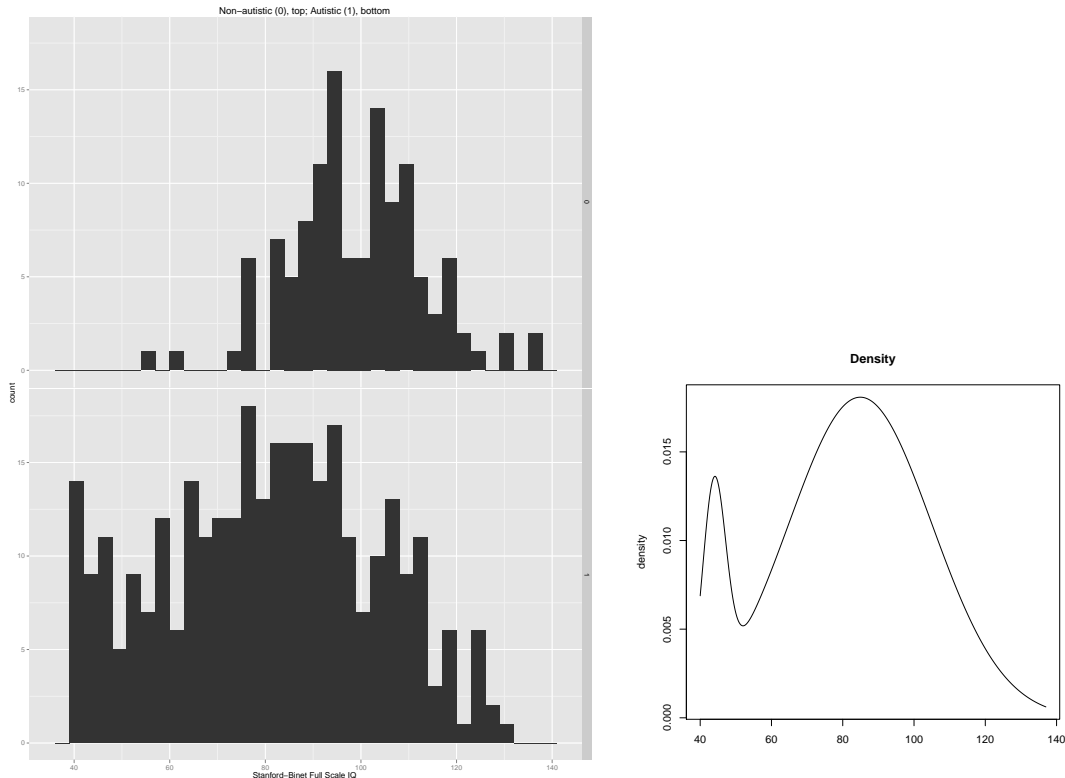 Non−autistic (0), top; Autistic (1), bottom
15
10
5
0
0
count
15
10
5
0
1
40 60 80 100 120 140
Stanford−Binet Full Scale IQ
Density
density
0.015
0.010
0.005
0.000
40 60 80 100 120 140